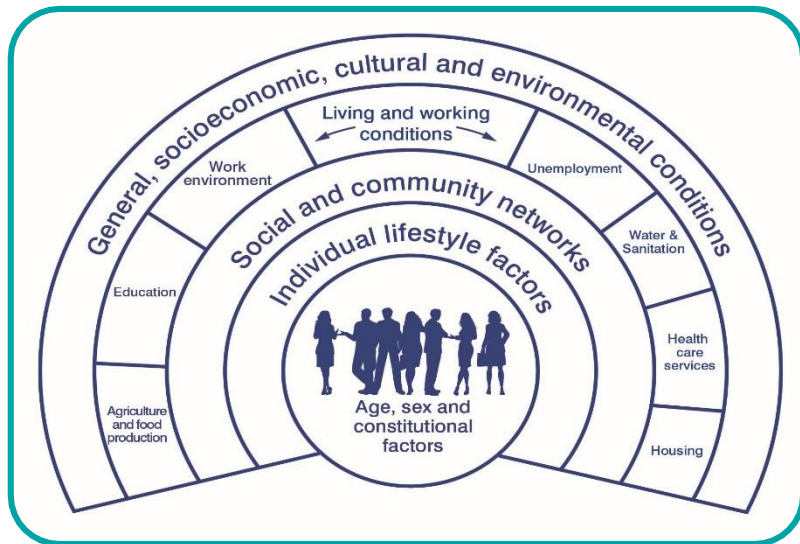 General, socioeconomic, cultural and environmental conditions
Living and working
conditions
Work
environment
Unemployment
Education
Water &
Sanitation
Agriculture
and food
production
Health
care
services
Housing
Social and community networks
Individual lifestyle factors
Age, sex and
constitutional
factors